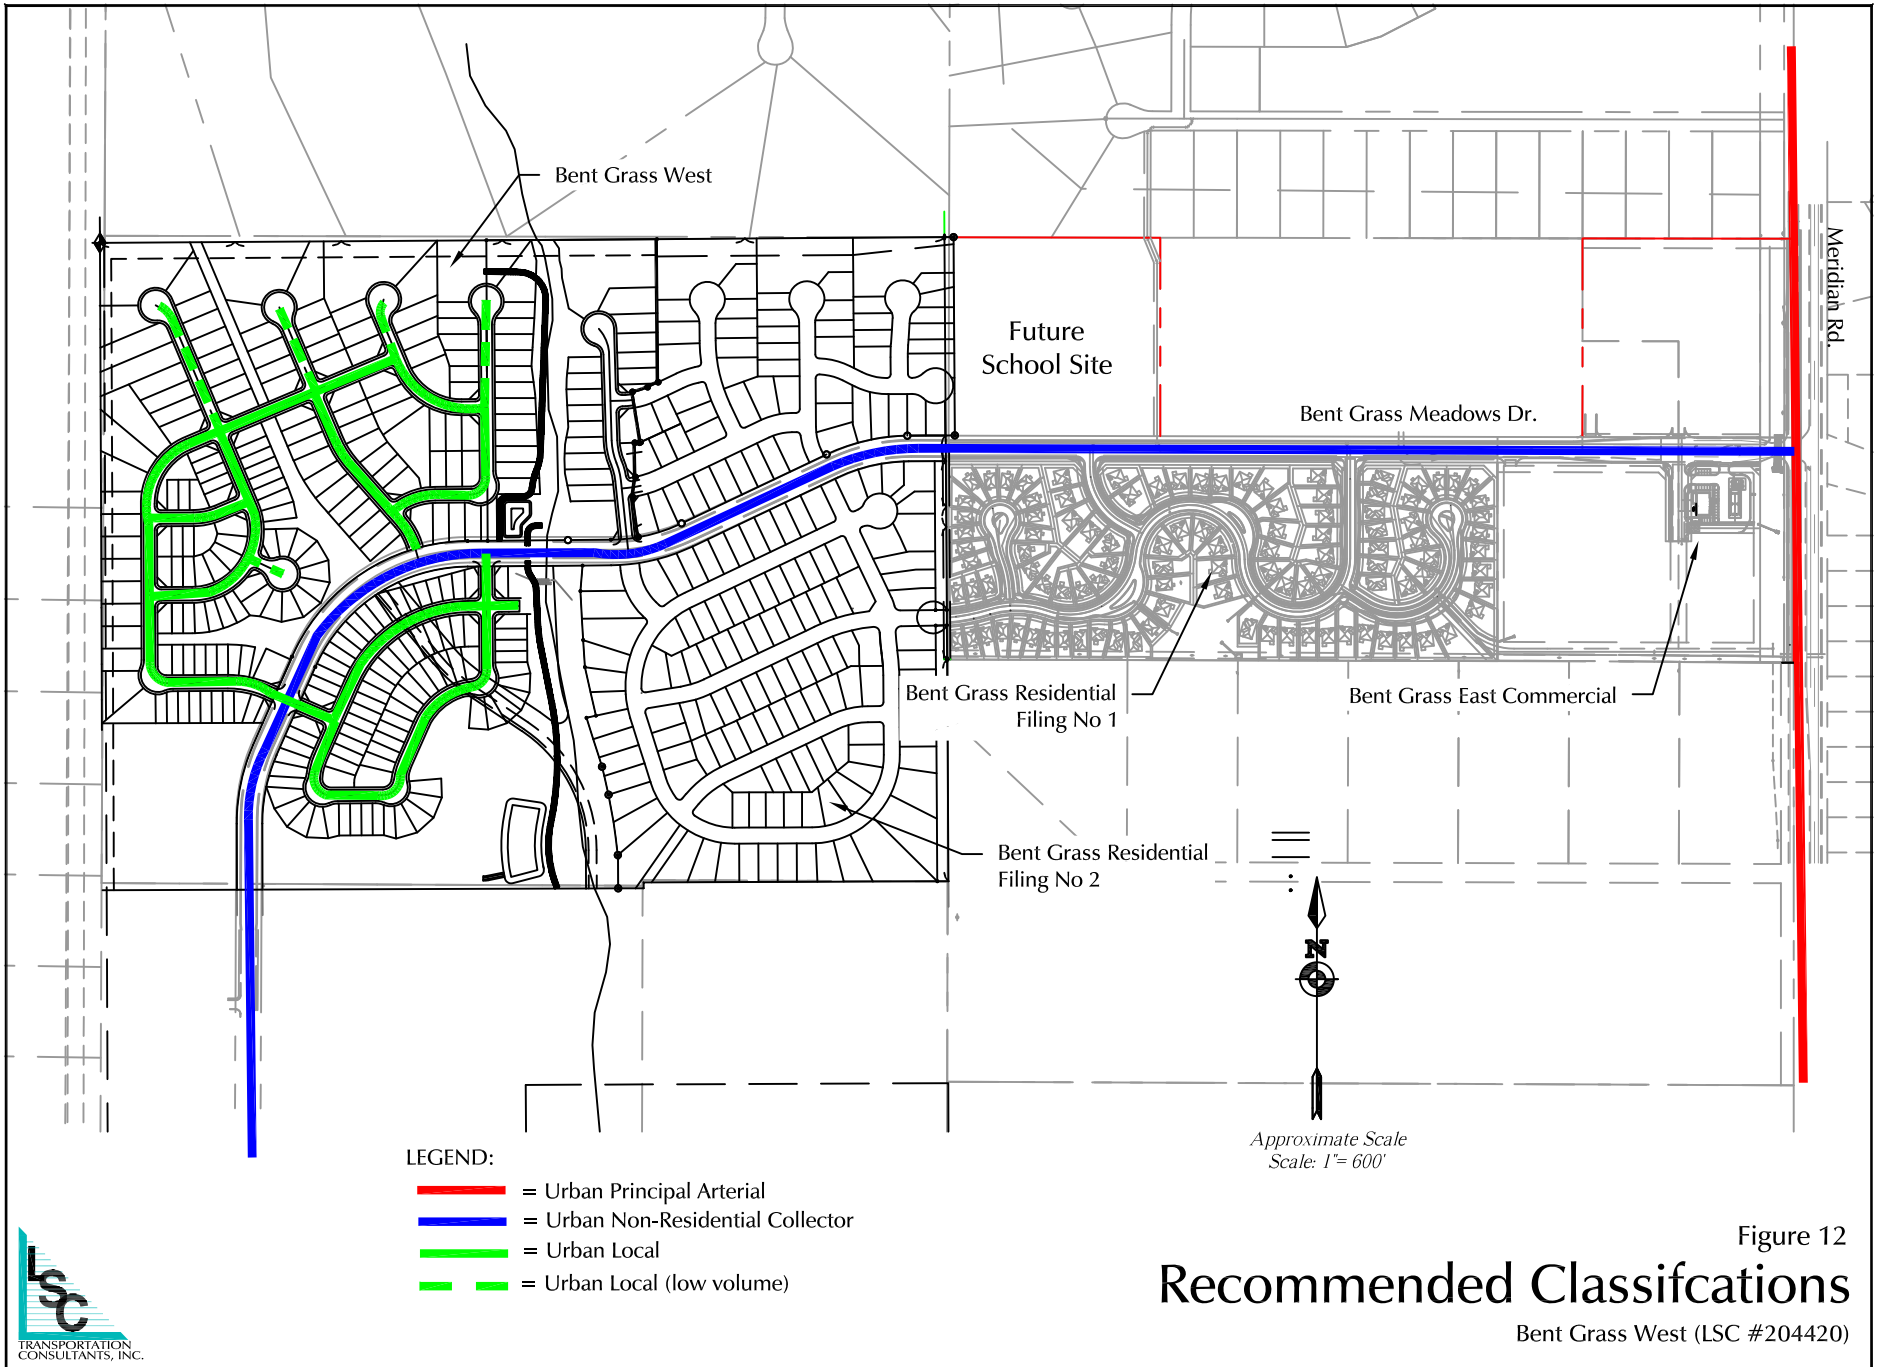 Bent Grass West
Meridian Rd.
Future
School Site
Bent Grass Meadows Dr.
Bent Grass Residential
Filing No 1
Bent Grass East Commercial
Bent Grass Residential
Filing No 2
N
Approximate Scale
Scale: 1"= 600'
LEGEND:
= Urban Principal Arterial
= Urban Non-Residential Collector
= Urban Local
= Urban Local (low volume)
Figure 12
Recommended Classifcations
Bent Grass West (LSC #204420)
LSC
TRANSPORTATION
CONSULTANTS, INC.